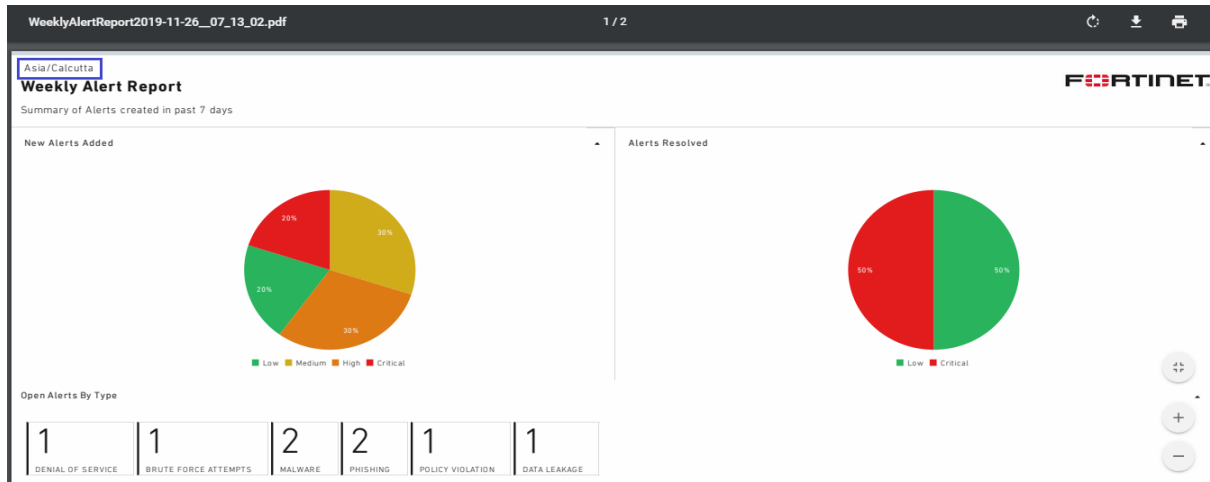 WeeklyAlertReport2019-11-26__07_13_02.pdf 1 / 2
Asia/Calcutta
Weekly Alert Report
FORTINET
Summary of Alerts created in past 7 days
New Alerts Added
20%
30%
20%
30%
Low Medium High Critical
Alerts Resolved
50% 50%
Low Critical
Open Alerts By Type
1 1 2 2 1 1
DENIAL OF SERVICE BRUTE FORCE ATTEMPTS MALWARE PHISHING POLICY VIOLATION DATA LEAKAGE